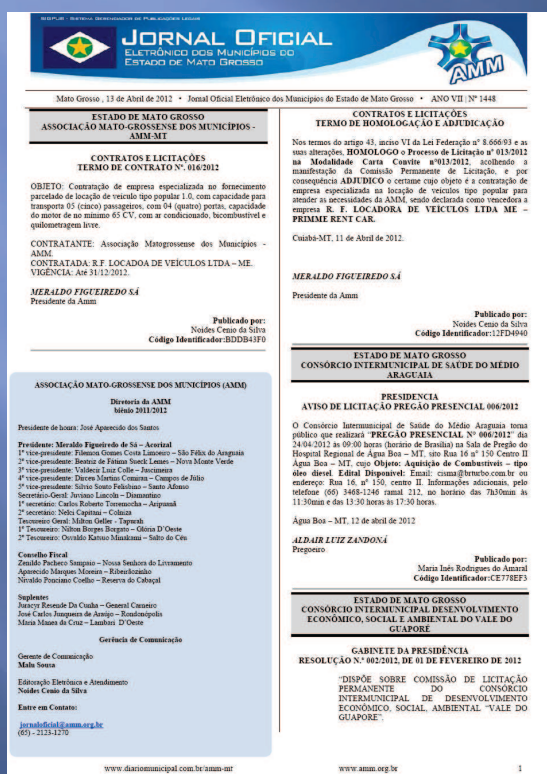 SIGPUB - Sistema Gerenciador de Publicações Legais
JORNAL OFICIAL
ELETRÔNICO DOS MUNICÍPIOS DO
ESTADO DE MATO GROSSO
AMM
Mato Grosso , 13 de Abril de 2012 • Jornal Oficial Eletrônico dos Municípios do Estado de Mato Grosso • ANO VII | Nº 1448
ESTADO DE MATO GROSSO
ASSOCIAÇÃO MATO-GROSSENSE DOS MUNICÍPIOS -
AMM-MT
CONTRATOS E LICITAÇÕES
TERMO DE CONTRATO Nº. 016/2012
OBJETO: Contratação de empresa especializada no fornecimento
parcelado de locação de veículo tipo popular 1.0, com capacidade para
transporta 05 (cinco) passageiros, com 04 (quatro) portas, capacidade
do motor de no mínimo 65 CV, com ar condicionado, bicombustível e
quilometragem livre.
CONTRATANTE: Associação Matogrossense dos Municípios -
AMM.
CONTRATADA: R.F. LOCADOA DE VEÍCULOS LTDA – ME.
VIGÊNCIA: Até 31/12/2012.
MERALDO FIGUEIREDO SÁ
Presidente da Amm
Publicado por:
Noides Cenio da Silva
Código Identificador:BDDB43F0
ASSOCIAÇÃO MATO-GROSSENSE DOS MUNICÍPIOS (AMM)
Diretoria da AMM
biênio 2011/2012
Presidente de honra: José Aparecido dos Santos
Presidente: Meraldo Figueiredo de Sá – Acorizal
1º vice-presidente: Filemon Gomes Costa Limoeiro – São Félix do Araguaia
2º vice-presidente: Beatriz de Fátima Sueck Lemes – Nova Monte Verde
3º vice-presidente: Valdecir Luiz Colle – Juscimeira
4º vice-presidente: Dirceu Martins Comiran – Campos de Júlio
5º vice-presidente: Silvio Souto Felisbino – Santo Afonso
Secretário-Geral: Juviano Lincoln – Diamantino
1º secretário: Carlos Roberto Torremocha – Aripuanã
2º secretário: Nelci Capitani – Colniza
Tesoureiro Geral: Milton Geller - Tapurah
1º Tesoureiro: Nilton Borges Borgato – Glória D'Oeste
2º Tesoureiro: Osvaldo Katsuo Minakami – Salto do Céu
Conselho Fiscal
Zenildo Pacheco Sampaio – Nossa Senhora do Livramento
Aparecido Marques Moreira – Ribeirãozinho
Nivaldo Ponciano Coelho – Reserva do Cabaçal
Suplentes
Juracyr Resende Da Cunha – General Carneiro
José Carlos Junqueira de Araújo – Rondonópolis
Maria Manea da Cruz – Lambari D'Oeste
Gerência de Comunicação
Gerente de Comunicação
Malu Sousa
Editoração Eletrônica e Atendimento
Noides Cenio da Silva
Entre em Contato:
jornaloficial@amm.org.br
(65) - 2123-1270
CONTRATOS E LICITAÇÕES
TERMO DE HOMOLOGAÇÃO E ADJUDICAÇÃO
Nos termos do artigo 43, inciso VI da Lei Federação nº 8.666/93 e as
suas alterações, HOMOLOGO o Processo de Licitação nº 013/2012
na Modalidade Carta Convite nº013/2012, acolhendo a
manifestação da Comissão Permanente de Licitação, e por
consequência ADJUDICO o certame cujo objeto é a contratação de
empresa especializada na locação de veículos tipo popular para
atender as necessidades da AMM, sendo declarada como vencedora a
empresa R. F. LOCADORA DE VEÍCULOS LTDA ME –
PRIMME RENT CAR.
Cuiabá-MT, 11 de Abril de 2012.
MERALDO FIGUEIREDO SÁ
Presidente da Amm
Publicado por:
Noides Cenio da Silva
Código Identificador:12FD4940
ESTADO DE MATO GROSSO
CONSÓRCIO INTERMUNICIPAL DE SAÚDE DO MÉDIO
ARAGUAIA
PRESIDENCIA
AVISO DE LICITAÇÃO PREGÃO PRESENCIAL 006/2012
O Consórcio Intermunicipal de Saúde do Médio Araguaia torna
público que realizará "PREGÃO PRESENCIAL Nº 006/2012" dia
24/04/2012 às 09:00 horas (horário de Brasília) na Sala de Pregão do
Hospital Regional de Água Boa – MT, sito Rua 16 nº 150 Centro II
Água Boa – MT, cujo Objeto: Aquisição de Combustíveis – tipo
óleo diesel. Edital Disponível: Email: cisma@brturbo.com.br ou
endereço: Rua 16, nº 150, centro II. Informações adicionais, pelo
telefone (66) 3468-1246 ramal 212, no horário das 7h30min às
11:30min e das 13:30 horas às 17:30 horas.
Água Boa – MT, 12 de abril de 2012
ALDAIR LUIZ ZANDONÁ
Pregoeiro
Publicado por:
Maria Inês Rodrigues do Amaral
Código Identificador:CE778EF3
ESTADO DE MATO GROSSO
CONSÓRCIO INTERMUNICIPAL DESENVOLVIMENTO
ECONÔMICO, SOCIAL E AMBIENTAL DO VALE DO
GUAPORÉ
GABINETE DA PRESIDÊNCIA
RESOLUÇÃO N.º 002/2012, DE 01 DE FEVEREIRO DE 2012
"DISPÕE SOBRE COMISSÃO DE LICITAÇÃO
PERMANENTE DO CONSÓRCIO
INTERMUNICIPAL DE DESENVOLVIMENTO
ECONÔMICO, SOCIAL, AMBIENTAL "VALE DO
GUAPORE".
www.diariomunicipal.com.br/amm-mt www.amm.org.br 1